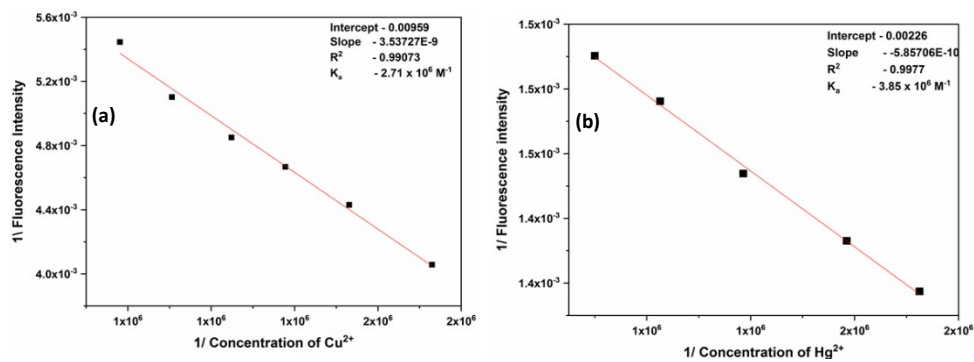 (a)
Intercept - 0.00959
Slope - 3.53727E-9
R² - 0.99073
Kₐ - 2.71 x 10⁶ M⁻¹
5.6x10⁻³
5.2x10⁻³
4.8x10⁻³
4.4x10⁻³
4.0x10⁻³
1\ Fluorescence Intensity
1x10⁶ 1x10⁶ 1x10⁶ 2x10⁶ 2x10⁶
1/ Concentration of Cu²⁺
(b)
Intercept - 0.00226
Slope - -5.85706E-10
R² - 0.9977
Kₐ - 3.85 x 10⁶ M⁻¹
1.5x10⁻³
1.5x10⁻³
1.5x10⁻³
1.4x10⁻³
1.4x10⁻³
1/ Fluorescence intensity
1x10⁶ 1x10⁶ 2x10⁶ 2x10⁶
1/ Concentration of Hg²⁺